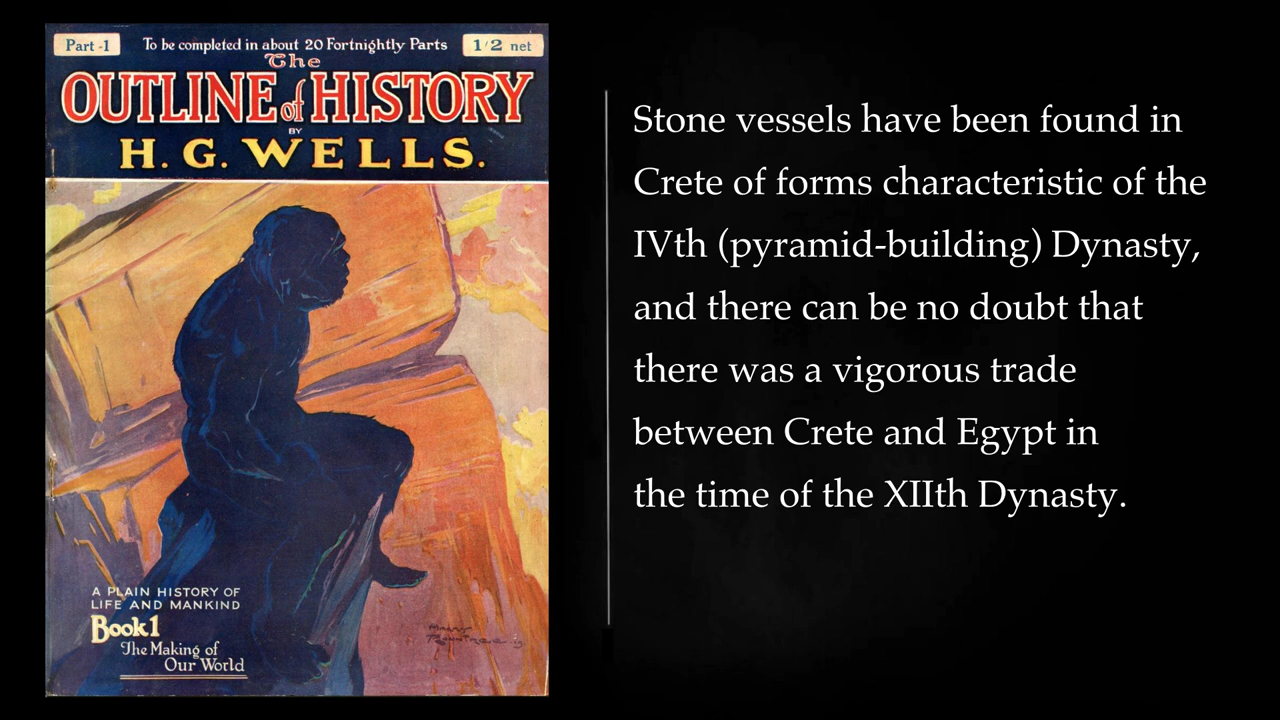 Part -1
To be completed in about 20 Fortnightly Parts
1/2 net
The
OUTLINE of HISTORY
BY
H. G. WELLS.
A PLAIN HISTORY OF
LIFE AND MANKIND
Book 1
The Making of
Our World
Stone vessels have been found in
Crete of forms characteristic of the
IVth (pyramid-building) Dynasty,
and there can be no doubt that
there was a vigorous trade
between Crete and Egypt in
the time of the XIIth Dynasty.